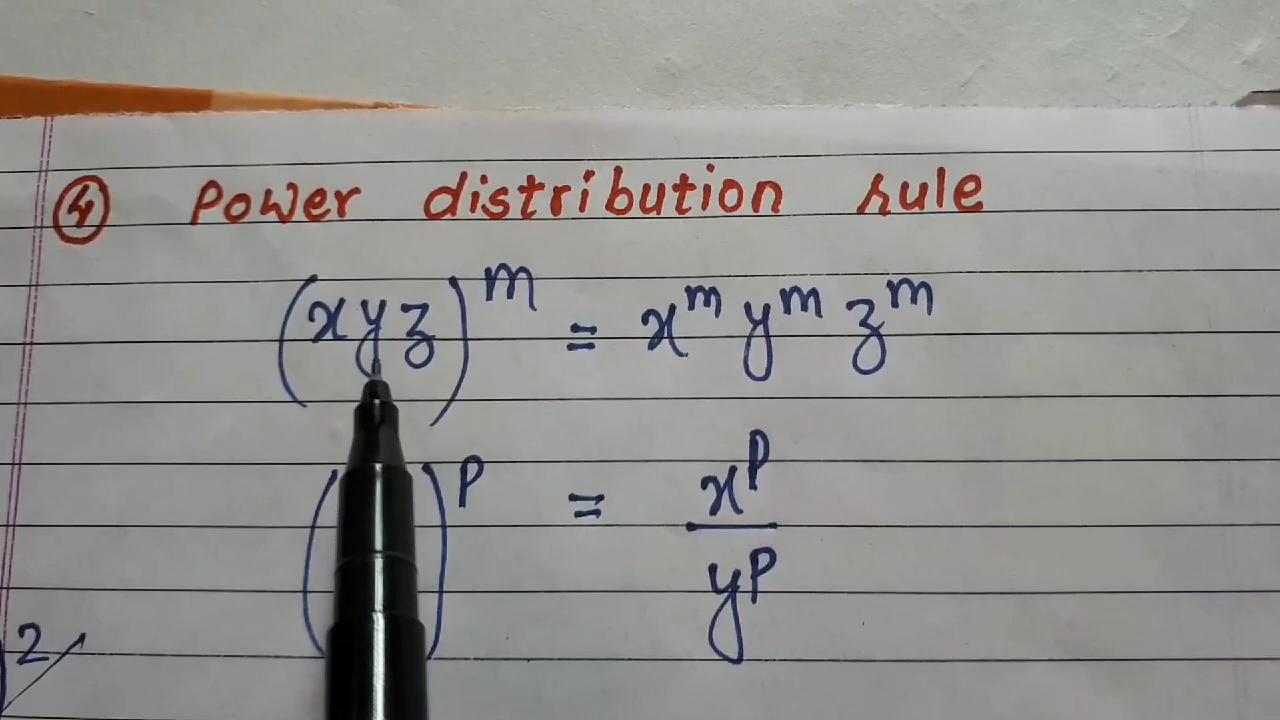 ④ Power distribution rule
(xyz)^m = x^m y^m z^m
( )^p = x^p / y^p
2